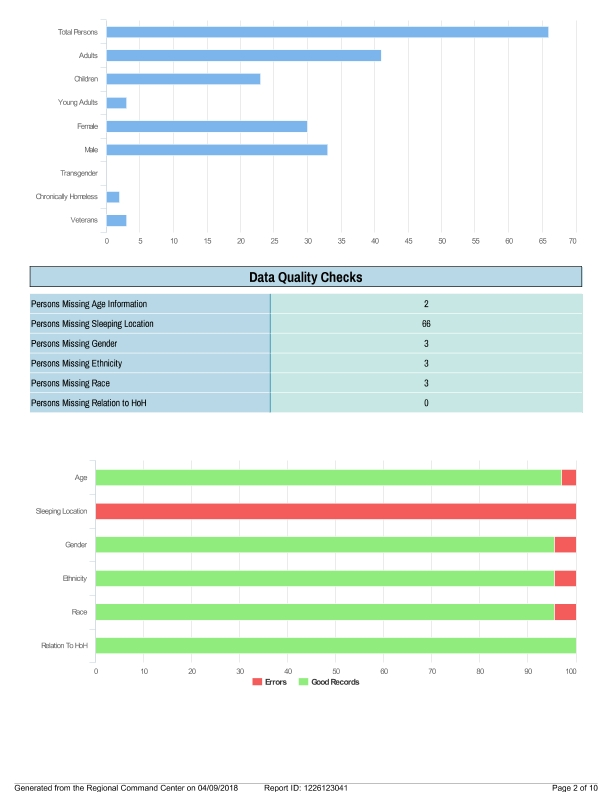 Total Persons
Adults
Children
Young Adults
Female
Male
Transgender
Chronically Homeless
Veterans
0 5 10 15 20 25 30 35 40 45 50 55 60 65 70
Data Quality Checks
Persons Missing Age Information 2
Persons Missing Sleeping Location 66
Persons Missing Gender 3
Persons Missing Ethnicity 3
Persons Missing Race 3
Persons Missing Relation to HoH 0
Age
Sleeping Location
Gender
Ethnicity
Race
Relation To HoH
0 10 20 30 40 50 60 70 80 90 100
Errors Good Records
Generated from the Regional Command Center on 04/09/2018 Report ID: 1226123041 Page 2 of 10